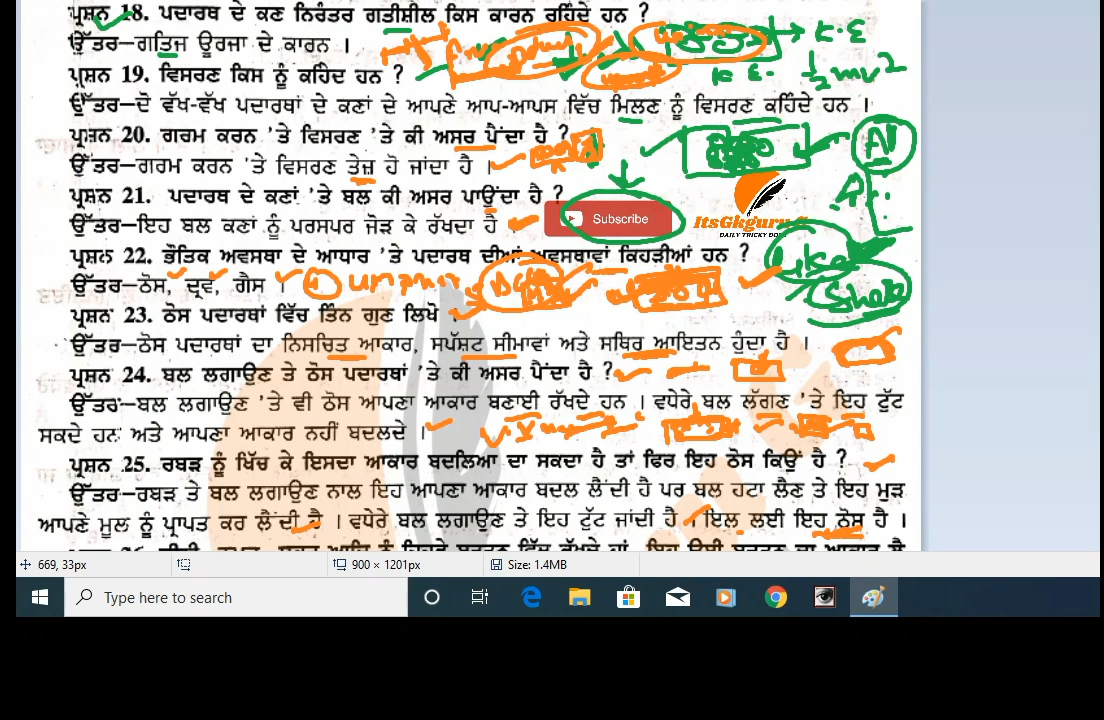 ਪ੍ਰਸ਼ਨ 18. ਪਦਾਰਥ ਦੇ ਕਣ ਨਿਰੰਤਰ ਗਤੀਸ਼ੀਲ ਕਿਸ ਕਾਰਨ ਰਹਿੰਦੇ ਹਨ ?
ਉੱਤਰ—ਗਤਿਜ ਊਰਜਾ ਦੇ ਕਾਰਨ ।
K·E
K E· ½mv²
ਪ੍ਰਸ਼ਨ 19. ਵਿਸਰਣ ਕਿਸ ਨੂੰ ਕਹਿੰਦ ਹਨ ?
ਉੱਤਰ—ਦੋ ਵੱਖ-ਵੱਖ ਪਦਾਰਥਾਂ ਦੇ ਕਣਾਂ ਦੇ ਆਪਣੇ ਆਪ-ਆਪਸ ਵਿੱਚ ਮਿਲਣ ਨੂੰ ਵਿਸਰਣ ਕਹਿੰਦੇ ਹਨ ।
ਪ੍ਰਸ਼ਨ 20. ਗਰਮ ਕਰਨ 'ਤੇ ਵਿਸਰਣ 'ਤੇ ਕੀ ਅਸਰ ਪੈਂਦਾ ਹੈ ?
ਉੱਤਰ—ਗਰਮ ਕਰਨ 'ਤੇ ਵਿਸਰਣ ਤੇਜ਼ ਹੋ ਜਾਂਦਾ ਹੈ ।
ਪ੍ਰਸ਼ਨ 21. ਪਦਾਰਥ ਦੇ ਕਣਾਂ 'ਤੇ ਬਲ ਕੀ ਅਸਰ ਪਾਉਂਦਾ ਹੈ ?
ਉੱਤਰ—ਇਹ ਬਲ ਕਣਾਂ ਨੂੰ ਪਰਸਪਰ ਜੋੜ ਕੇ ਰੱਖਦਾ ਹੈ
Subscribe
ItsGkguru
DAILY TRICKY DO
ਪ੍ਰਸ਼ਨ 22. ਭੌਤਿਕ ਅਵਸਥਾ ਦੇ ਆਧਾਰ 'ਤੇ ਪਦਾਰਥ ਦੀਆਂ ਅਵਸਥਾਵਾਂ ਕਿਹੜੀਆਂ ਹਨ ?
Like
ਉੱਤਰ—ਠੋਸ, ਦ੍ਰਵ, ਗੈਸ ।
Share
ਪ੍ਰਸ਼ਨ 23. ਠੋਸ ਪਦਾਰਥਾਂ ਵਿੱਚ ਤਿੰਨ ਗੁਣ ਲਿਖੋ ।
ਉੱਤਰ—ਠੋਸ ਪਦਾਰਥਾਂ ਦਾ ਨਿਸਚਿਤ ਆਕਾਰ, ਸਪੱਸ਼ਟ ਸੀਮਾਵਾਂ ਅਤੇ ਸਥਿਰ ਆਇਤਨ ਹੁੰਦਾ ਹੈ ।
ਪ੍ਰਸ਼ਨ 24. ਬਲ ਲਗਾਉਣ ਤੇ ਠੋਸ ਪਦਾਰਥਾਂ 'ਤੇ ਕੀ ਅਸਰ ਪੈਂਦਾ ਹੈ ?
ਉੱਤਰ—ਬਲ ਲਗਾਉਣ 'ਤੇ ਵੀ ਠੋਸ ਆਪਣਾ ਆਕਾਰ ਬਣਾਈ ਰੱਖਦੇ ਹਨ । ਵਧੇਰੇ ਬਲ ਲੱਗਣ 'ਤੇ ਇਹ ਟੁੱਟ
ਸਕਦੇ ਹਨ ਅਤੇ ਆਪਣਾ ਆਕਾਰ ਨਹੀਂ ਬਦਲਦੇ ।
ਪ੍ਰਸ਼ਨ 25. ਰਬੜ ਨੂੰ ਖਿੱਚ ਕੇ ਇਸਦਾ ਆਕਾਰ ਬਦਲਿਆ ਦਾ ਸਕਦਾ ਹੈ ਤਾਂ ਫਿਰ ਇਹ ਠੋਸ ਕਿਉਂ ਹੈ ?
ਉੱਤਰ—ਰਬੜ ਤੇ ਬਲ ਲਗਾਉਣ ਨਾਲ ਇਹ ਆਪਣਾ ਆਕਾਰ ਬਦਲ ਲੈਂਦੀ ਹੈ ਪਰ ਬਲ ਹਟਾ ਲੈਣ ਤੇ ਇਹ ਮੁੜ
ਆਪਣੇ ਮੂਲ ਨੂੰ ਪ੍ਰਾਪਤ ਕਰ ਲੈਂਦੀ ਹੈ । ਵਧੇਰੇ ਬਲ ਲਗਾਉਣ ਤੇ ਇਹ ਟੁੱਟ ਜਾਂਦੀ ਹੈ । ਇਲ ਲਈ ਇਹ ਠੋਸ ਹੈ ।
669, 33px 900 × 1201px Size: 1.4MB
Type here to search